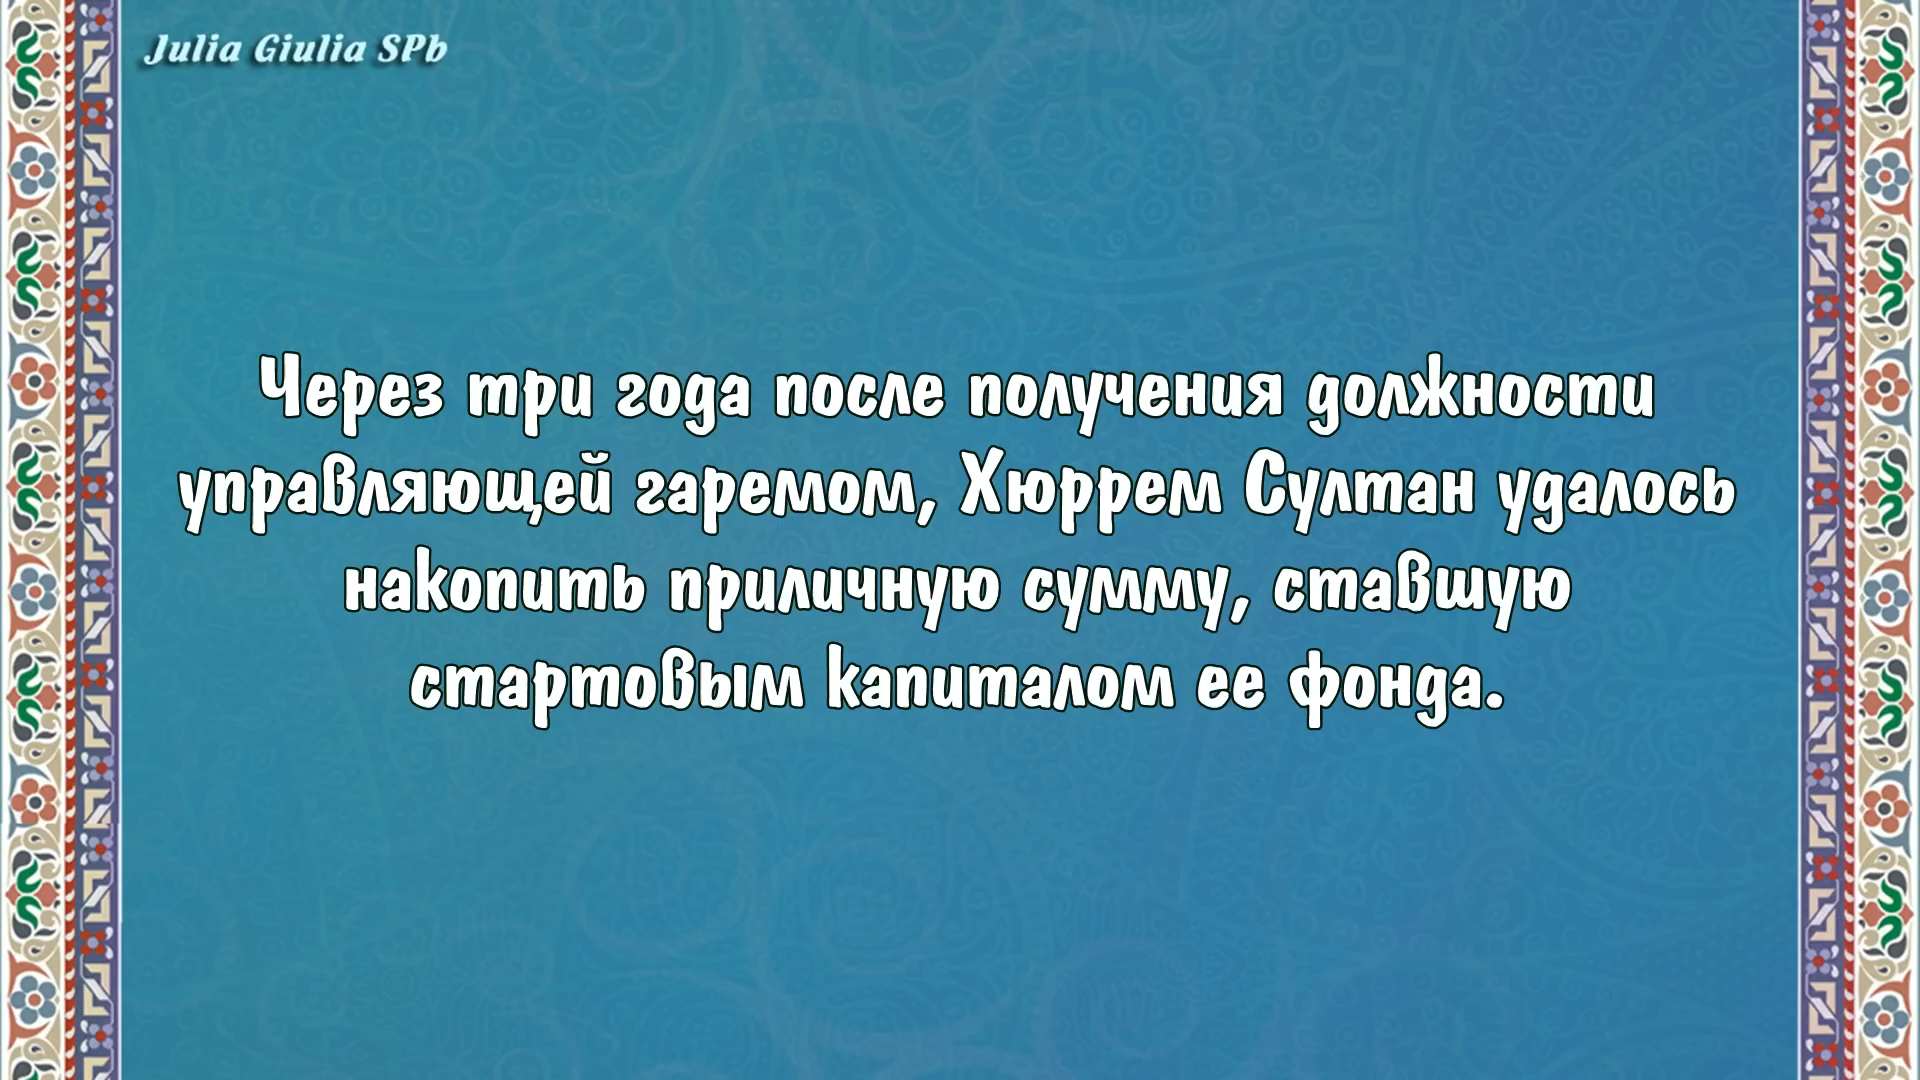 Julia Giulia SPb
Через три года после получения должности
управляющей гаремом, Хюррем Султан удалось
накопить приличную сумму, ставшую
стартовым капиталом ее фонда.